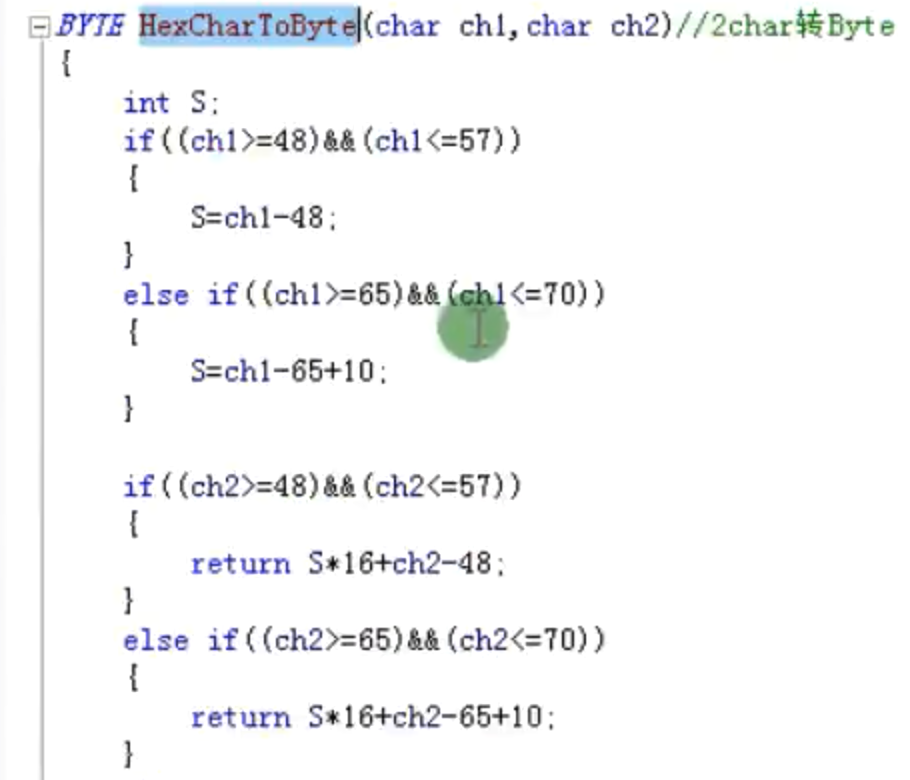 BYTE HexCharToByte(char ch1,char ch2)//2char转Byte
{
int S;
if((ch1>=48)&&(ch1<=57))
{
S=ch1-48;
}
else if((ch1>=65)&&(ch1<=70))
{
S=ch1-65+10;
}
if((ch2>=48)&&(ch2<=57))
{
return S*16+ch2-48;
}
else if((ch2>=65)&&(ch2<=70))
{
return S*16+ch2-65+10;
}